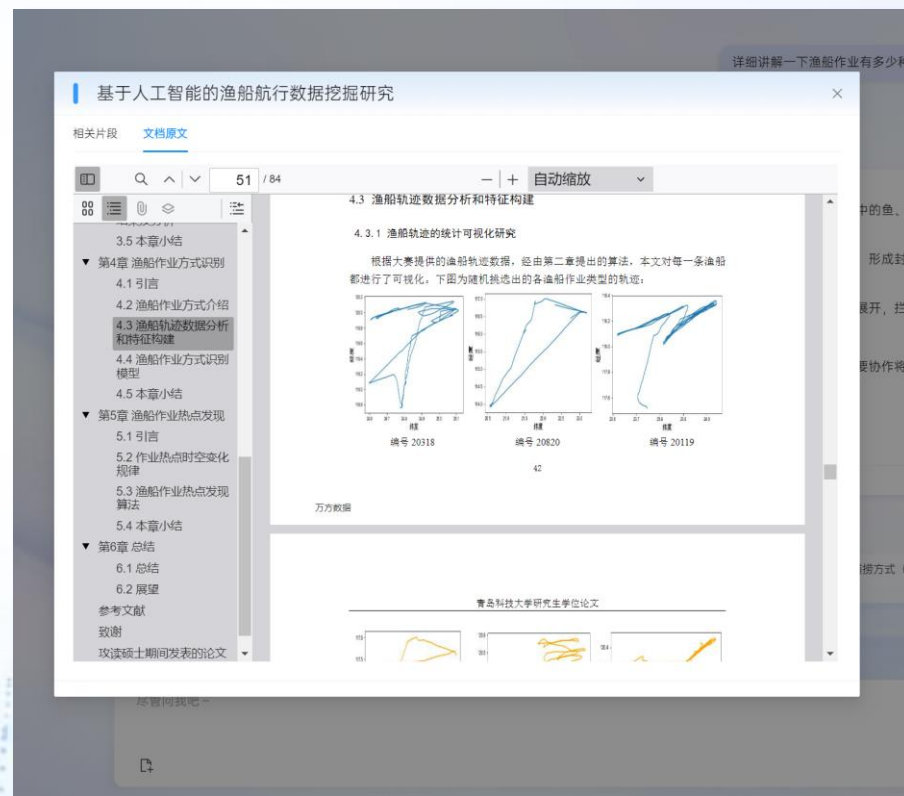 详细讲解一下渔船作业有多少种
基于人工智能的渔船航行数据挖掘研究
相关片段 文档原文
51 / 84
自动缩放
3.5 本章小结
第4章 渔船作业方式识别
4.1 引言
4.2 渔船作业方式介绍
4.3 渔船轨迹数据分析
和特征构建
4.4 渔船作业方式识别
模型
4.5 本章小结
第5章 渔船作业热点发现
5.1 引言
5.2 作业热点时空变化
规律
5.3 渔船作业热点发现
算法
5.4 本章小结
第6章 总结
6.1 总结
6.2 展望
参考文献
致谢
攻读硕士期间发表的论文
4.3 渔船轨迹数据分析和特征构建
4.3.1 渔船轨迹的统计可视化研究
根据大赛提供的渔船轨迹数据，经由第二章提出的算法，本文对每一条渔船
都进行了可视化。下图为随机挑选出的各渔船作业类型的轨迹：
纬度 纬度 纬度
编号 20318 编号 20820 编号 20119
42
万方数据
青岛科技大学研究生学位论文
中的鱼、
形成封
展开，拦
要协作将
捞方式
尽管问我吧~